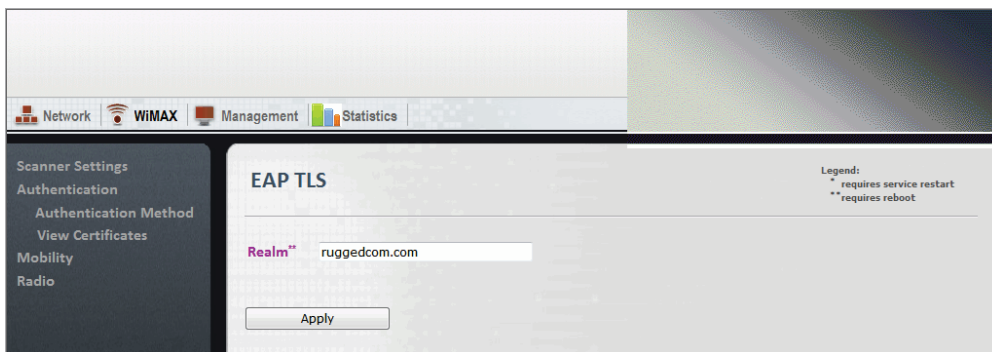 Network WiMAX Management Statistics
Scanner Settings
Authentication
Authentication Method
View Certificates
Mobility
Radio
EAP TLS
Legend:
* requires service restart
** requires reboot
Realm** ruggedcom.com
Apply